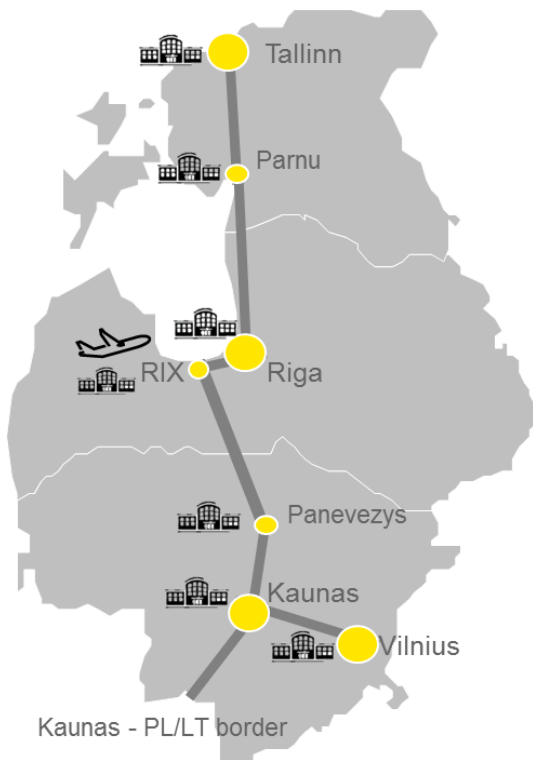 Tallinn
Parnu
RIX
Riga
Panevezys
Kaunas
Vilnius
Kaunas - PL/LT border